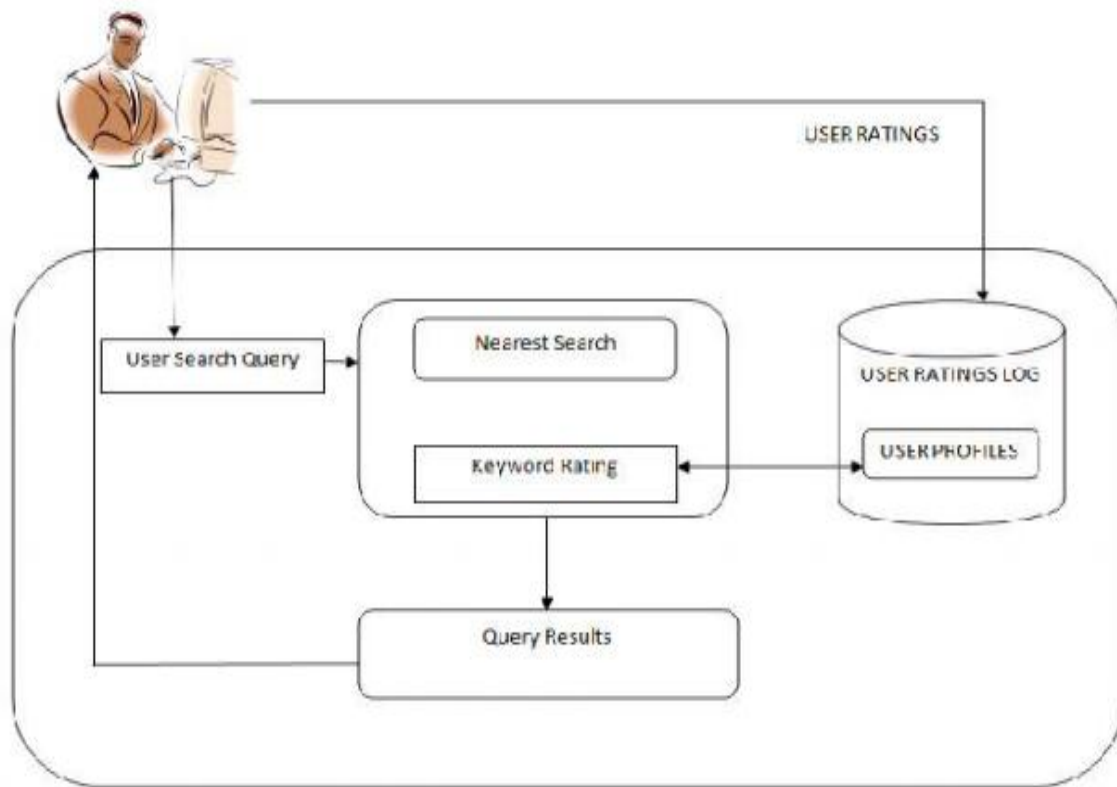 USER RATINGS
User Search Query
Nearest Search
USER RATINGS LOG
Keyword Rating
USER PROFILES
Query Results